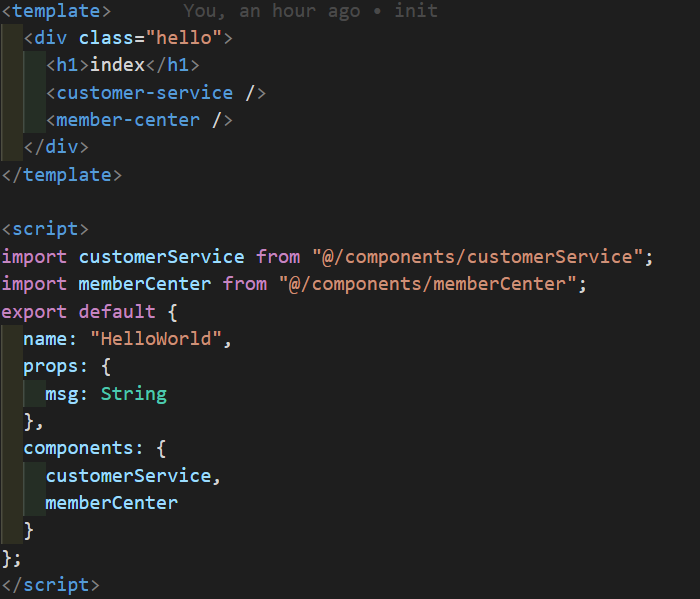 <template>      You, an hour ago • init
  <div class="hello">
    <h1>index</h1>
    <customer-service />
    <member-center />
  </div>
</template>

<script>
import customerService from "@/components/customerService";
import memberCenter from "@/components/memberCenter";
export default {
  name: "HelloWorld",
  props: {
    msg: String
  },
  components: {
    customerService,
    memberCenter
  }
};
</script>